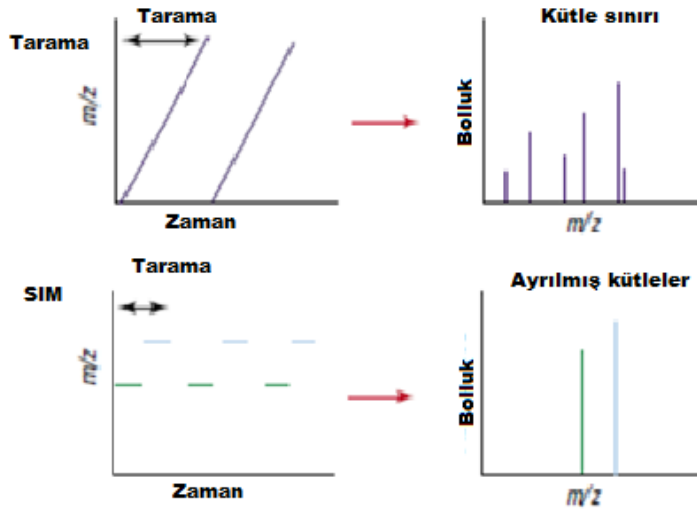 Tarama
Tarama
m/z
Zaman
Kütle sınırı
Bolluk
m/z
Tarama
SIM
m/z
Zaman
Ayrılmış kütleler
Bolluk
m/z